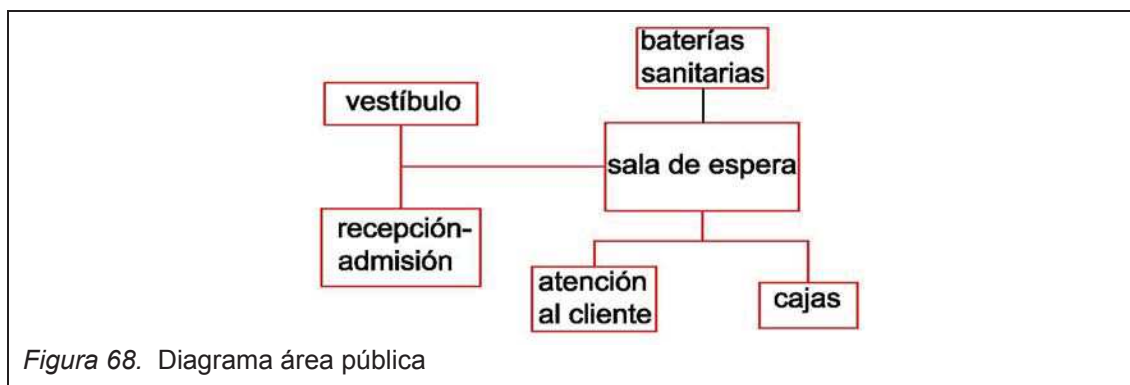 baterías
sanitarias
vestíbulo
sala de espera
recepción-
admisión
atención
al cliente
cajas
Figura 68. Diagrama área pública